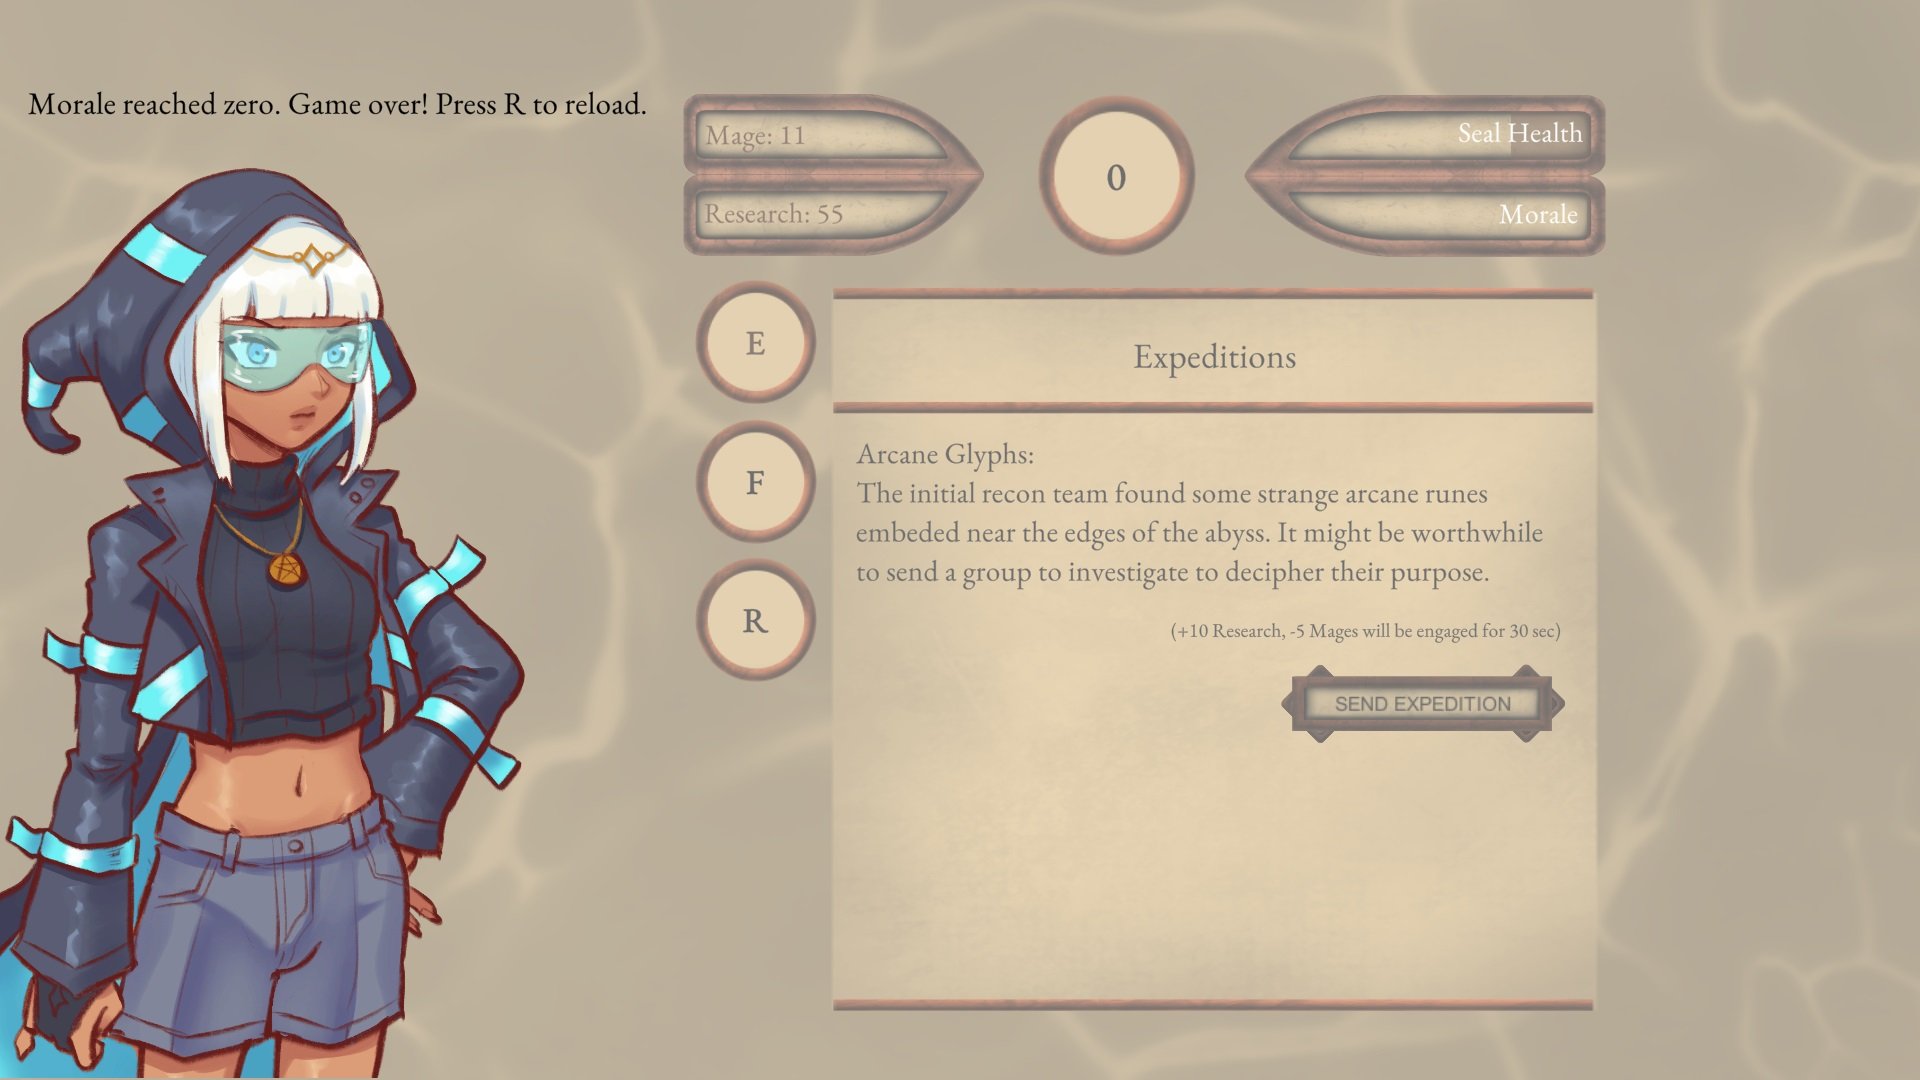 Morale reached zero. Game over! Press R to reload.
Mage: 11
Research: 55
0
Seal Health
Morale
E
F
R
Expeditions
Arcane Glyphs:
The initial recon team found some strange arcane runes
embeded near the edges of the abyss. It might be worthwhile
to send a group to investigate to decipher their purpose.
(+10 Research, -5 Mages will be engaged for 30 sec)
SEND EXPEDITION